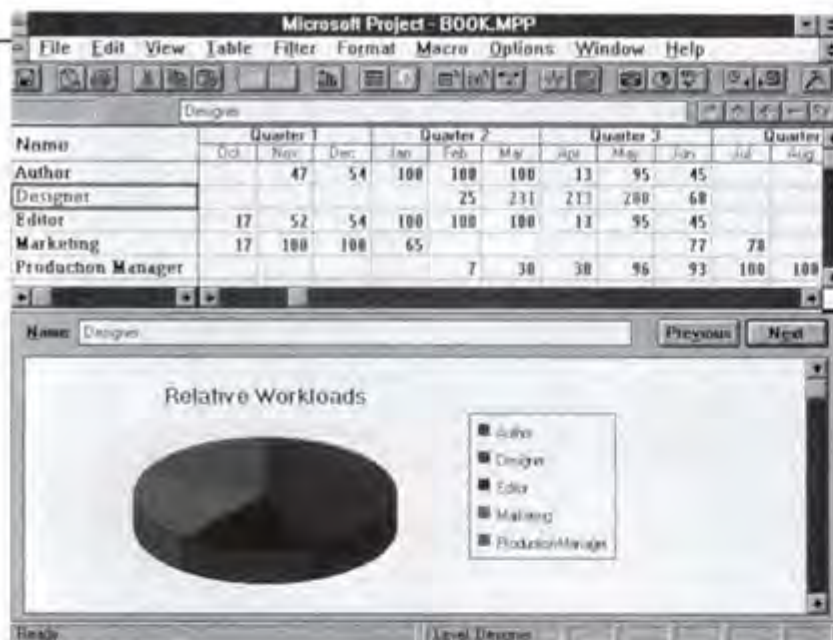 Microsoft Project - BOOK.MPP
File Edit View Table Filter Format Macro Options Window Help
Designer
Name Quarter 1 Quarter 2 Quarter 3 Quarter
Oct Nov Dec Jan Feb Mar Apr May Jun Jul Aug
Author 47 54 100 100 100 13 95 45
Designer 25 231 213 200 68
Editor 17 52 54 100 100 100 13 95 45
Marketing 17 100 100 65 77 78
Production Manager 7 30 30 96 93 100 100
Name: Designer Previous Next
Relative Workloads
Author
Designer
Editor
Marketing
ProductionManager
Ready Level Designer